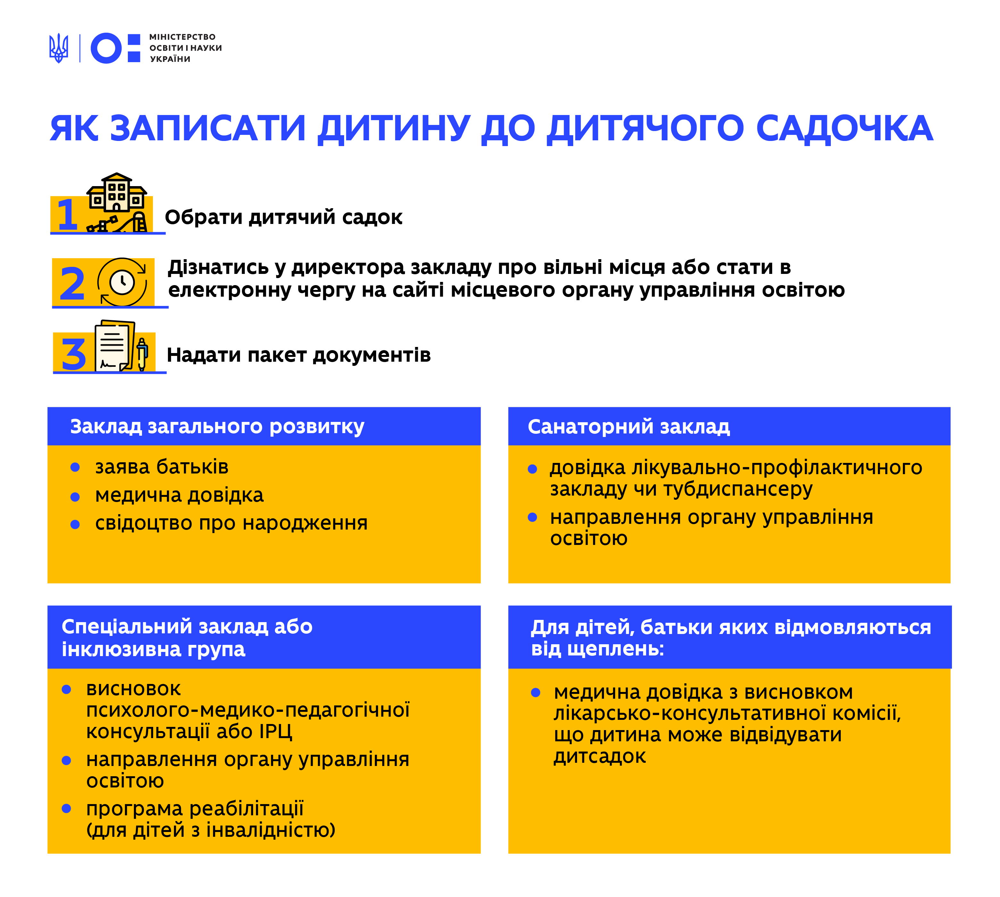 МІНІСТЕРСТВО
ОСВІТИ І НАУКИ
УКРАЇНИ
ЯК ЗАПИСАТИ ДИТИНУ ДО ДИТЯЧОГО САДОЧКА
1
Обрати дитячий садок
2
Дізнатись у директора закладу про вільні місця або стати в
електронну чергу на сайті місцевого органу управління освітою
3
Надати пакет документів
Заклад загального розвитку
заява батьків
медична довідка
свідоцтво про народження
Санаторний заклад
довідка лікувально-профілактичного
закладу чи тубдиспансеру
направлення органу управління
освітою
Спеціальний заклад або
інклюзивна група
висновок
психолого-медико-педагогічної
консультації або ІРЦ
направлення органу управління
освітою
програма реабілітації
(для дітей з інвалідністю)
Для дітей, батьки яких відмовляються
від щеплень:
медична довідка з висновком
лікарсько-консультативної комісії,
що дитина може відвідувати
дитсадок